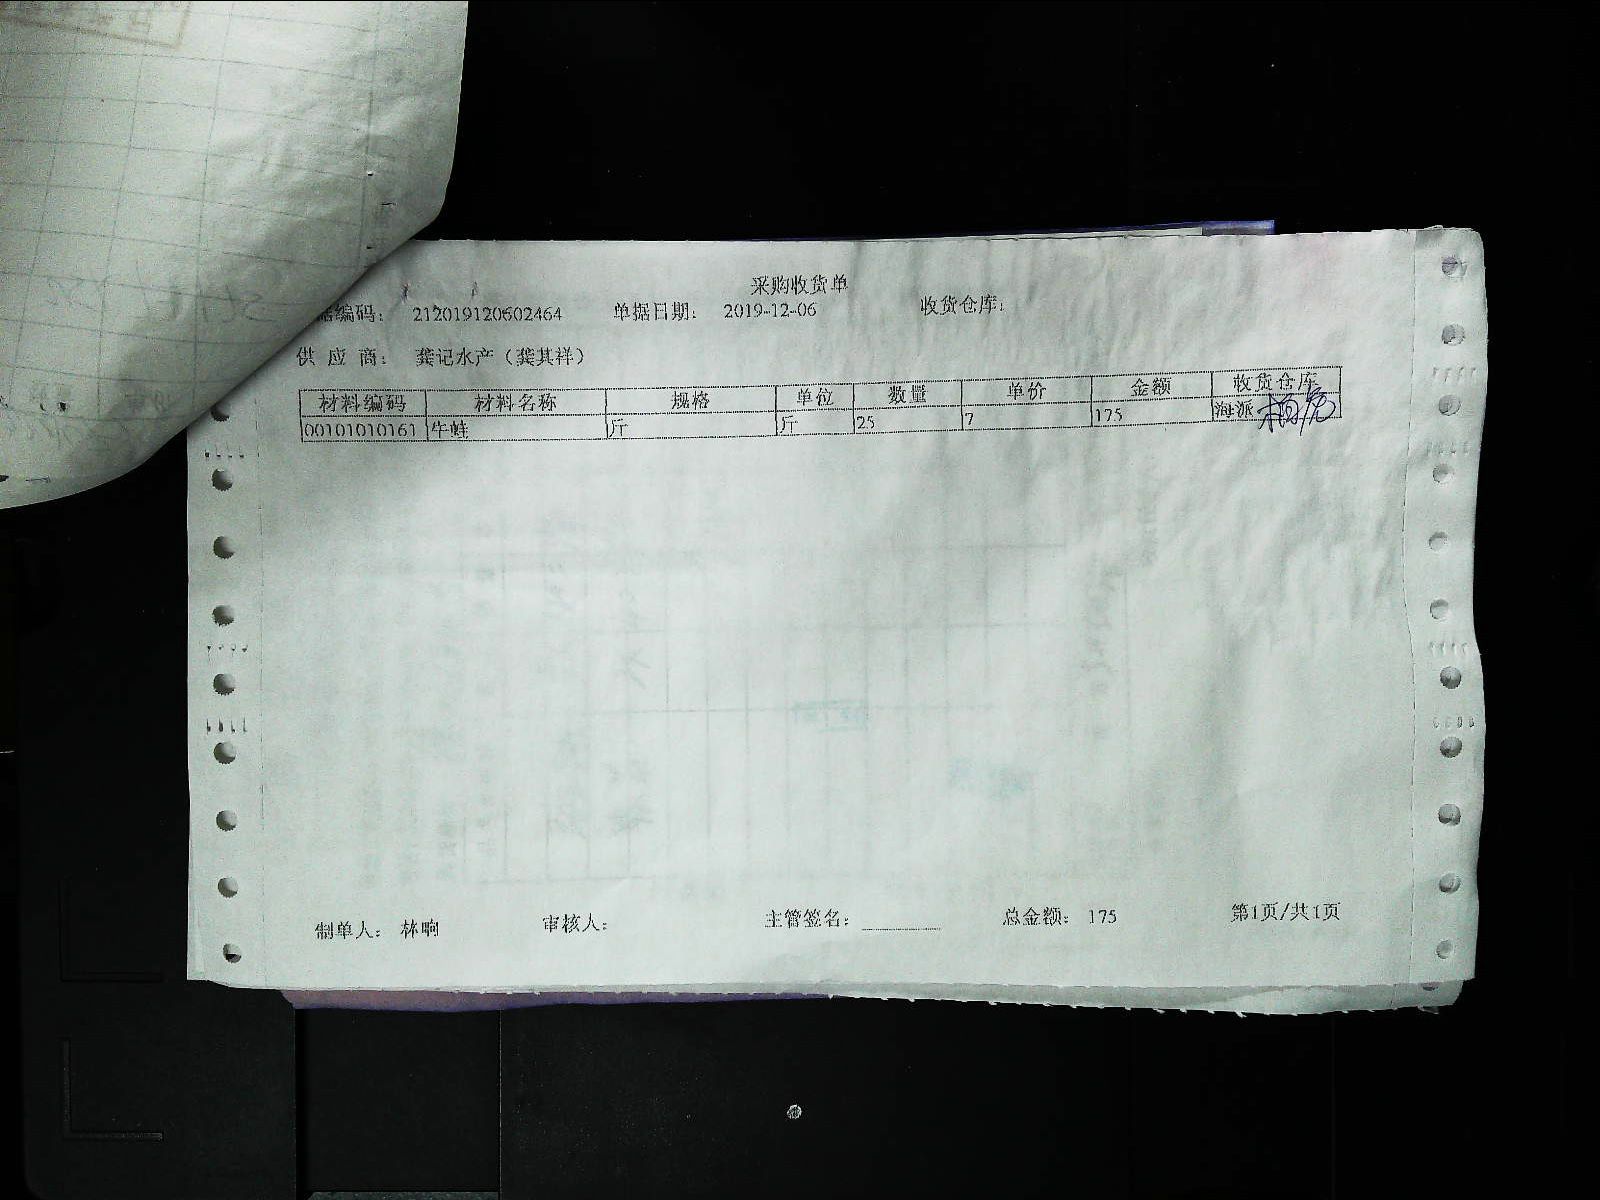 采购收货单
据编码： 212019120602464 单据日期： 2019-12-06 收货仓库：
供 应 商： 龚记水产（龚其祥）
材料编码 材料名称 规格 单位 数量 单价 金额 收货仓库
00101010161 牛蛙 斤 斤 25 7 175 海派
制单人： 林晌 审核人： 主管签名： 总金额： 175 第1页/共1页